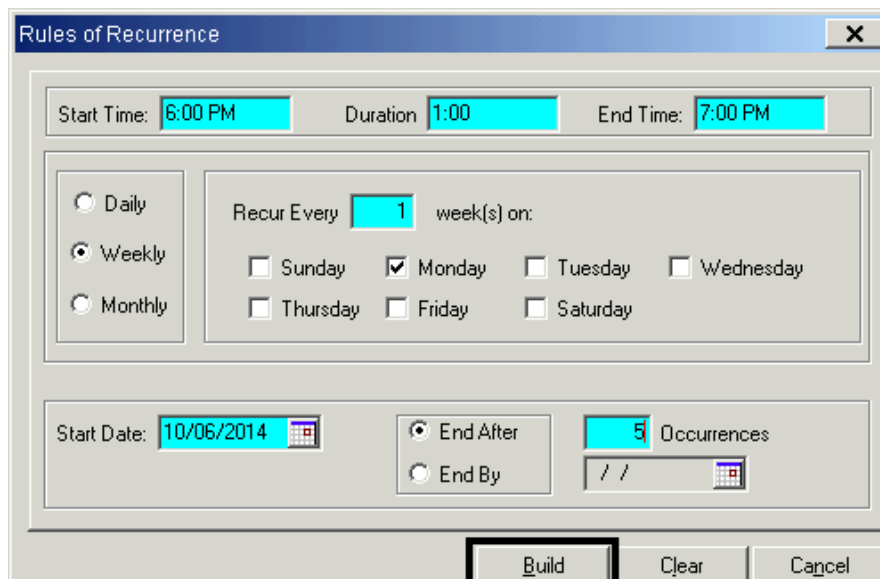 Rules of Recurrence
Start Time: 6:00 PM Duration 1:00 End Time: 7:00 PM
Daily
Recur Every 1 week(s) on:
Weekly
Sunday Monday Tuesday Wednesday
Monthly
Thursday Friday Saturday
Start Date: 10/06/2014 End After 5 Occurrences
End By / /
Build Clear Cancel